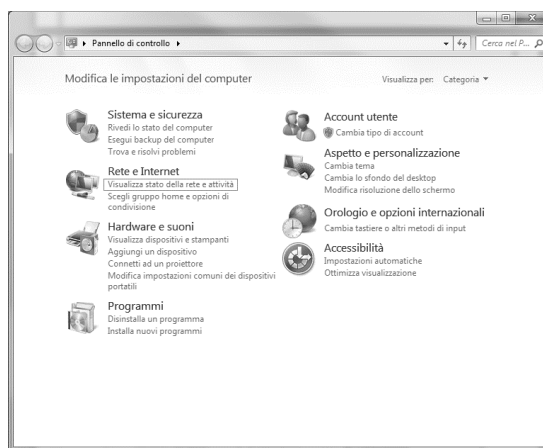 Pannello di controllo
Cerca nel P...
Modifica le impostazioni del computer
Visualizza per: Categoria
Sistema e sicurezza
Rivedi lo stato del computer
Esegui backup del computer
Trova e risolvi problemi
Rete e Internet
Visualizza stato della rete e attività
Scegli gruppo home e opzioni di
condivisione
Hardware e suoni
Visualizza dispositivi e stampanti
Aggiungi un dispositivo
Connetti ad un proiettore
Modifica impostazioni comuni dei dispositivi
portatili
Programmi
Disinstalla un programma
Installa nuovi programmi
Account utente
Cambia tipo di account
Aspetto e personalizzazione
Cambia tema
Cambia lo sfondo del desktop
Modifica risoluzione dello schermo
Orologio e opzioni internazionali
Cambia tastiere o altri metodi di input
Accessibilità
Impostazioni automatiche
Ottimizza visualizzazione